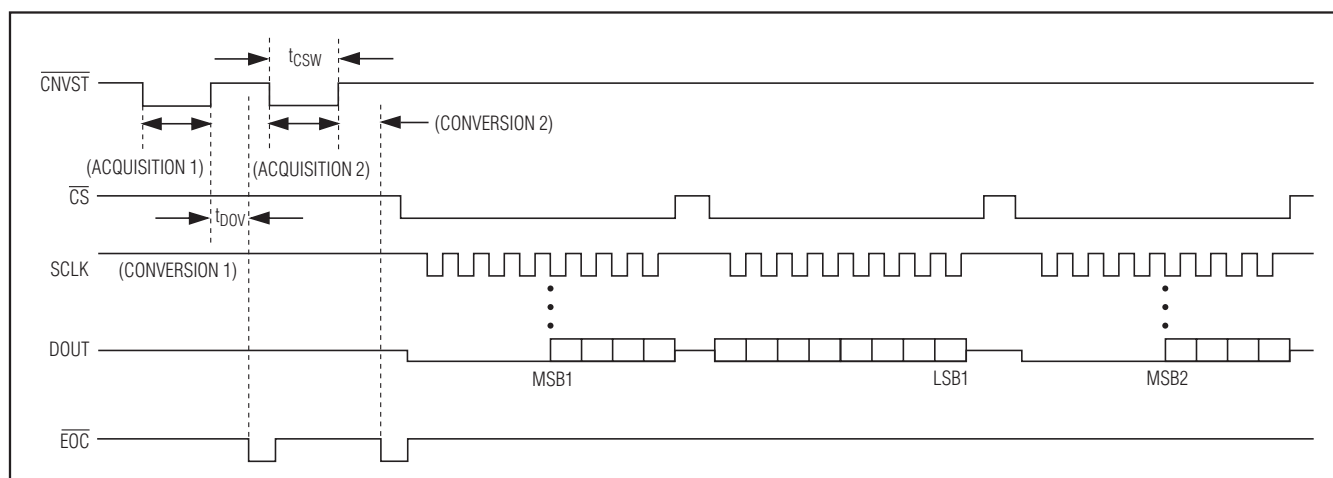 tCSW
CNVST
(CONVERSION 2)
(ACQUISITION 1)
(ACQUISITION 2)
CS
tDOV
SCLK
(CONVERSION 1)
DOUT
MSB1
LSB1
MSB2
EOC